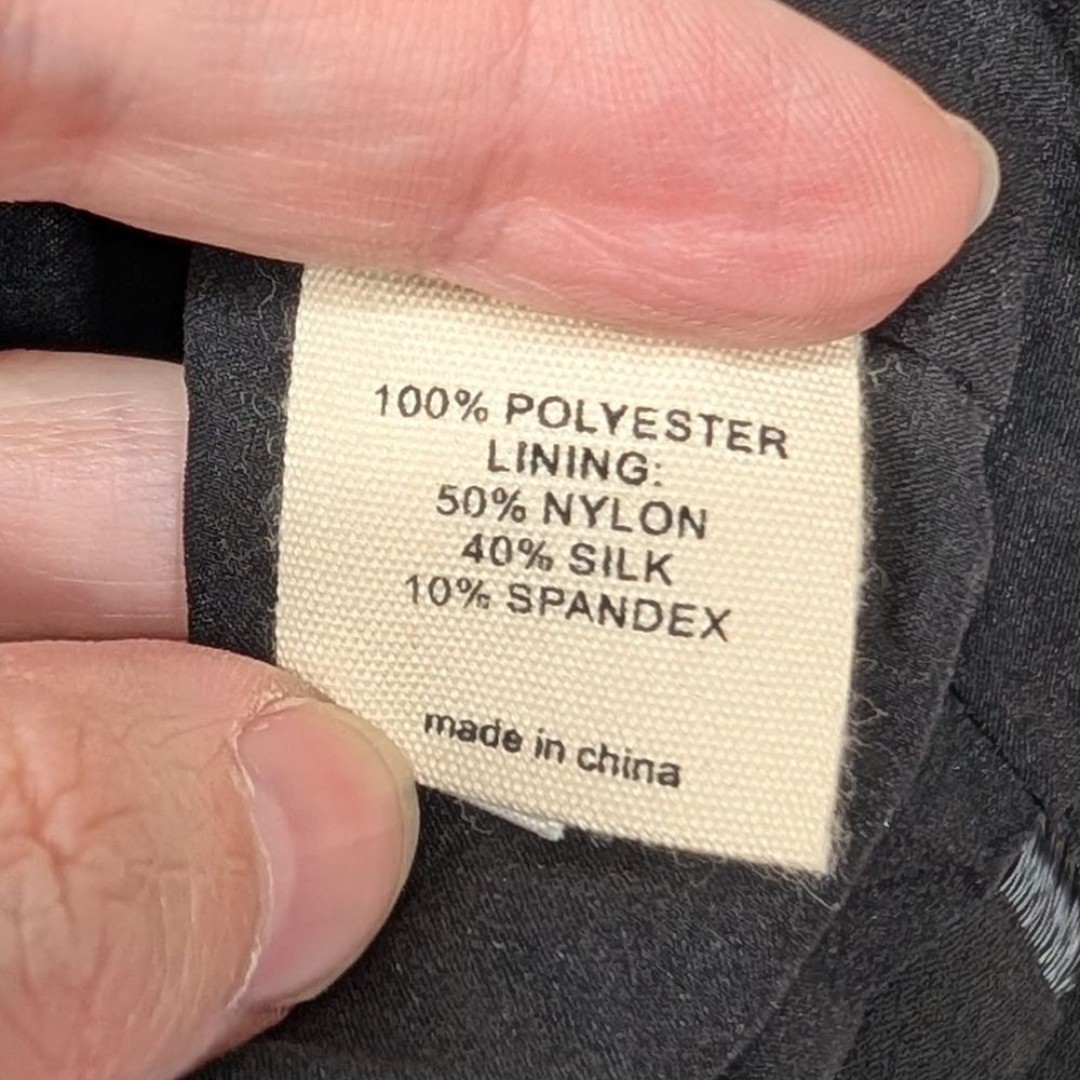 100% POLYESTER
LINING:
50% NYLON
40% SILK
10% SPANDEX
made in china